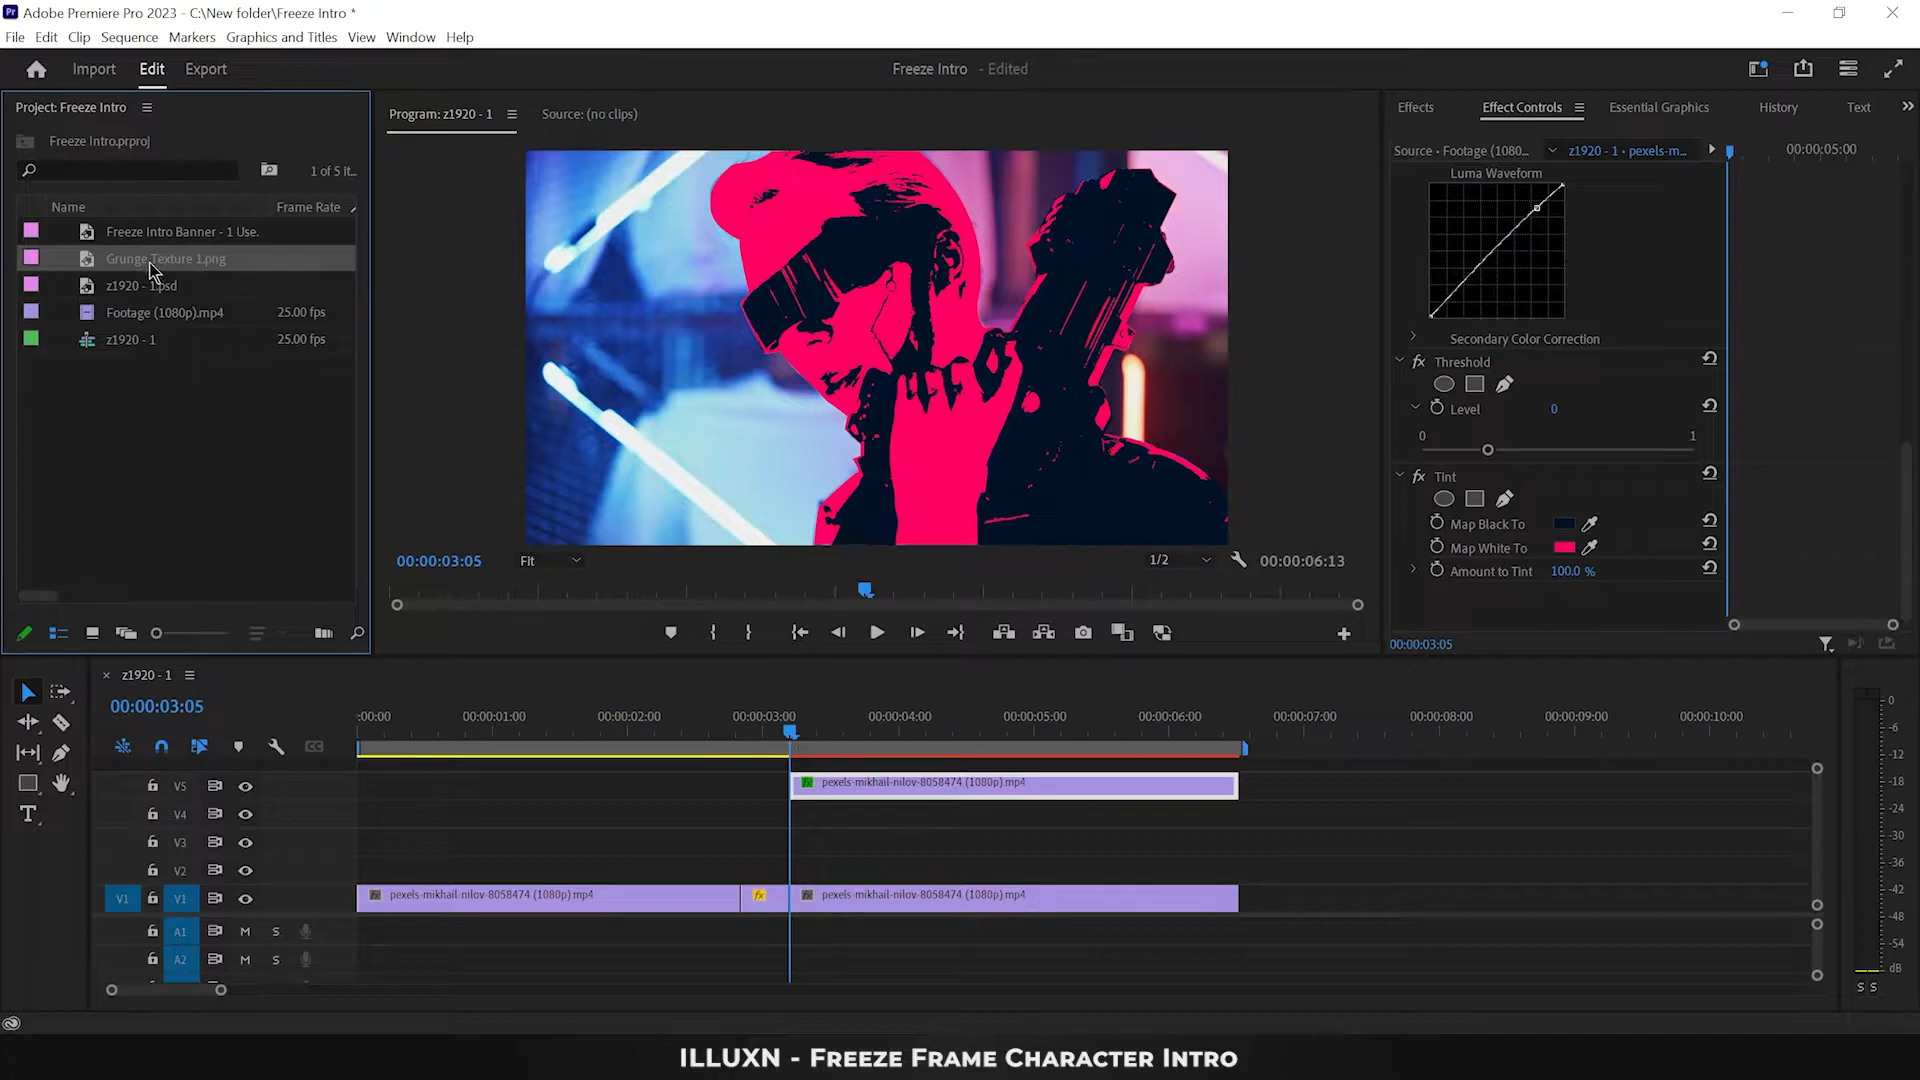 Adobe Premiere Pro 2023 - C:\New folder\Freeze Intro *
File Edit Clip Sequence Markers Graphics and Titles View Window Help
Import Edit Export
Freeze Intro - Edited
Project: Freeze Intro
Freeze Intro.prproj
1 of 5 it...
Name Frame Rate
Freeze Intro Banner - 1 Use.
Grunge Texture 1.png
z1920 - 1.psd
Footage (1080p).mp4 25.00 fps
z1920 - 1 25.00 fps
Program: z1920 - 1 Source: (no clips)
00:00:03:05 Fit 1/2 00:00:06:13
Effects Effect Controls Essential Graphics History Text
Source • Footage (1080... z1920 - 1 • pexels-m... 00:00:05:00
Luma Waveform
Secondary Color Correction
fx Threshold
Level 0
0 1
fx Tint
Map Black To
Map White To
Amount to Tint 100.0 %
00:00:03:05
z1920 - 1
00:00:03:05
:00:00 00:00:01:00 00:00:02:00 00:00:03:00 00:00:04:00 00:00:05:00 00:00:06:00 00:00:07:00 00:00:08:00 00:00:09:00 00:00:10:00
V5 fx pexels-mikhail-nilov-8058474 (1080p).mp4
V4
V3
V2
V1 V1 fx pexels-mikhail-nilov-8058474 (1080p).mp4 fx fx pexels-mikhail-nilov-8058474 (1080p).mp4
A1 M S
A2 M S
0
-6
-12
-18
-24
-30
-36
-42
-48
-54
dB
S S
ILLUXN - Freeze Frame Character Intro